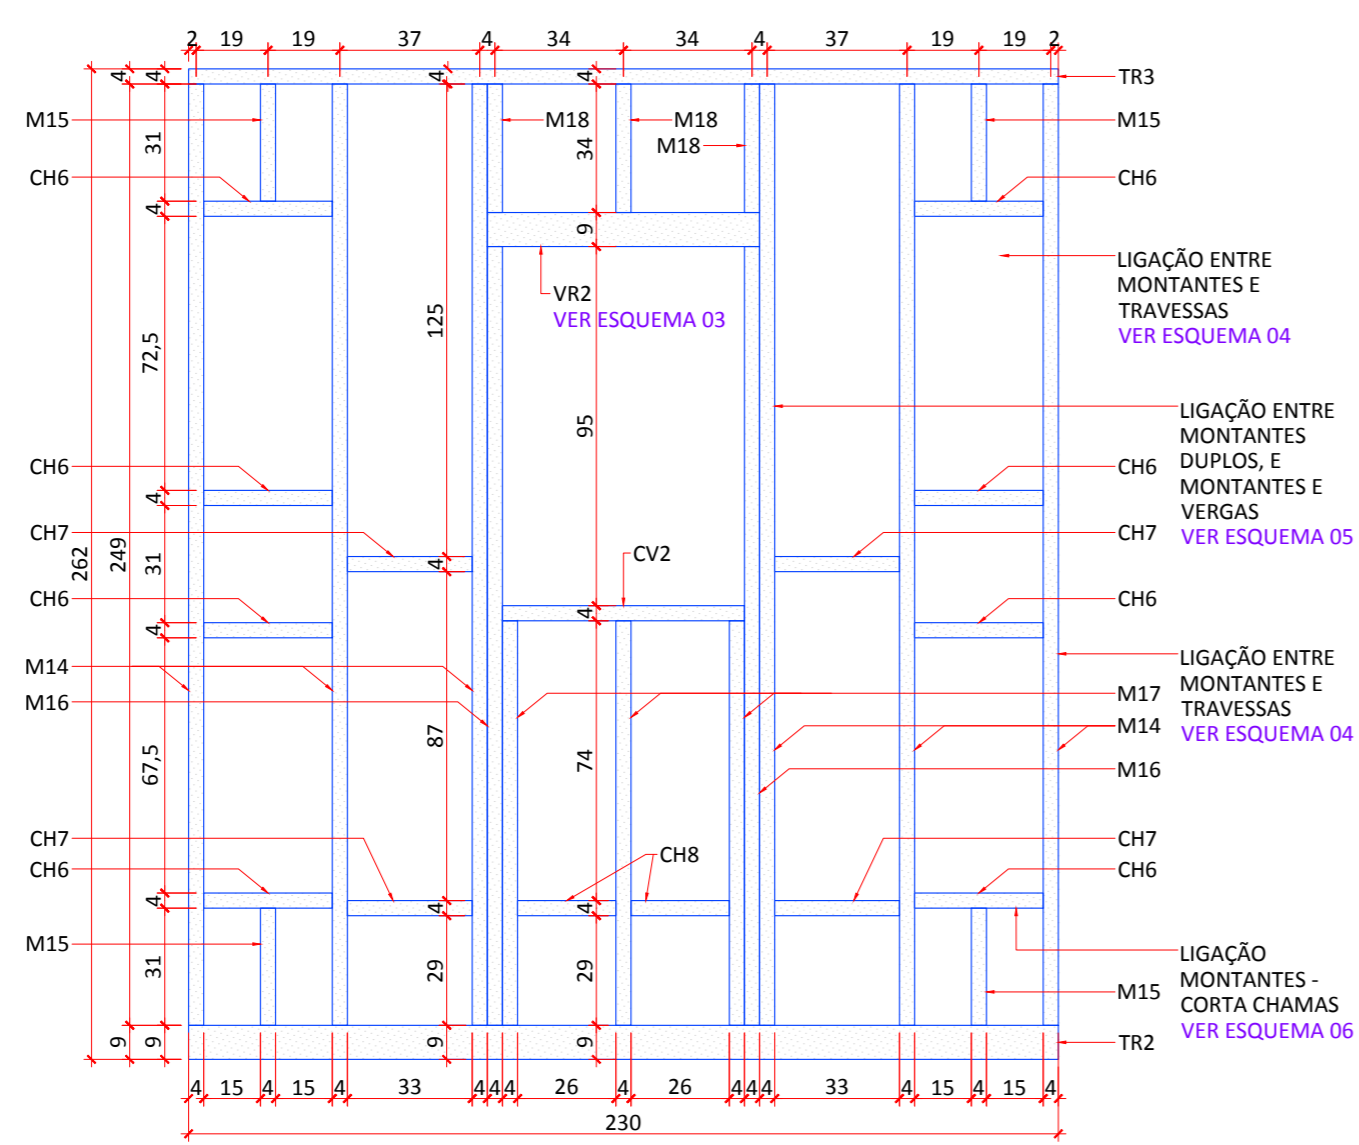 2 19 19 37 4 34 34 4 37 19 19 2
4 4 4 4
TR3
M15 M18 M18 M15
M18
31 34
CH6 CH6
4
9
LIGAÇÃO ENTRE
MONTANTES E
TRAVESSAS
VER ESQUEMA 04
VR2
VER ESQUEMA 03
72,5 125 95
LIGAÇÃO ENTRE
MONTANTES
DUPLOS, E
MONTANTES E
VERGAS
VER ESQUEMA 05
CH6 CH6
4
CH7 CH7
262 249 31 4
CV2
CH6 CH6
4 4
LIGAÇÃO ENTRE
MONTANTES E
TRAVESSAS
VER ESQUEMA 04
M14
M16
M17
M14
M16
67,5 87 74
CH7 CH7
CH8
CH6 CH6
4 4 4
M15
31 29 29
LIGAÇÃO
MONTANTES -
CORTA CHAMAS
VER ESQUEMA 06
M15
TR2
9 9 9 9
4 15 4 15 4 33 4 4 4 26 4 26 4 4 4 33 4 15 4 15 4
230